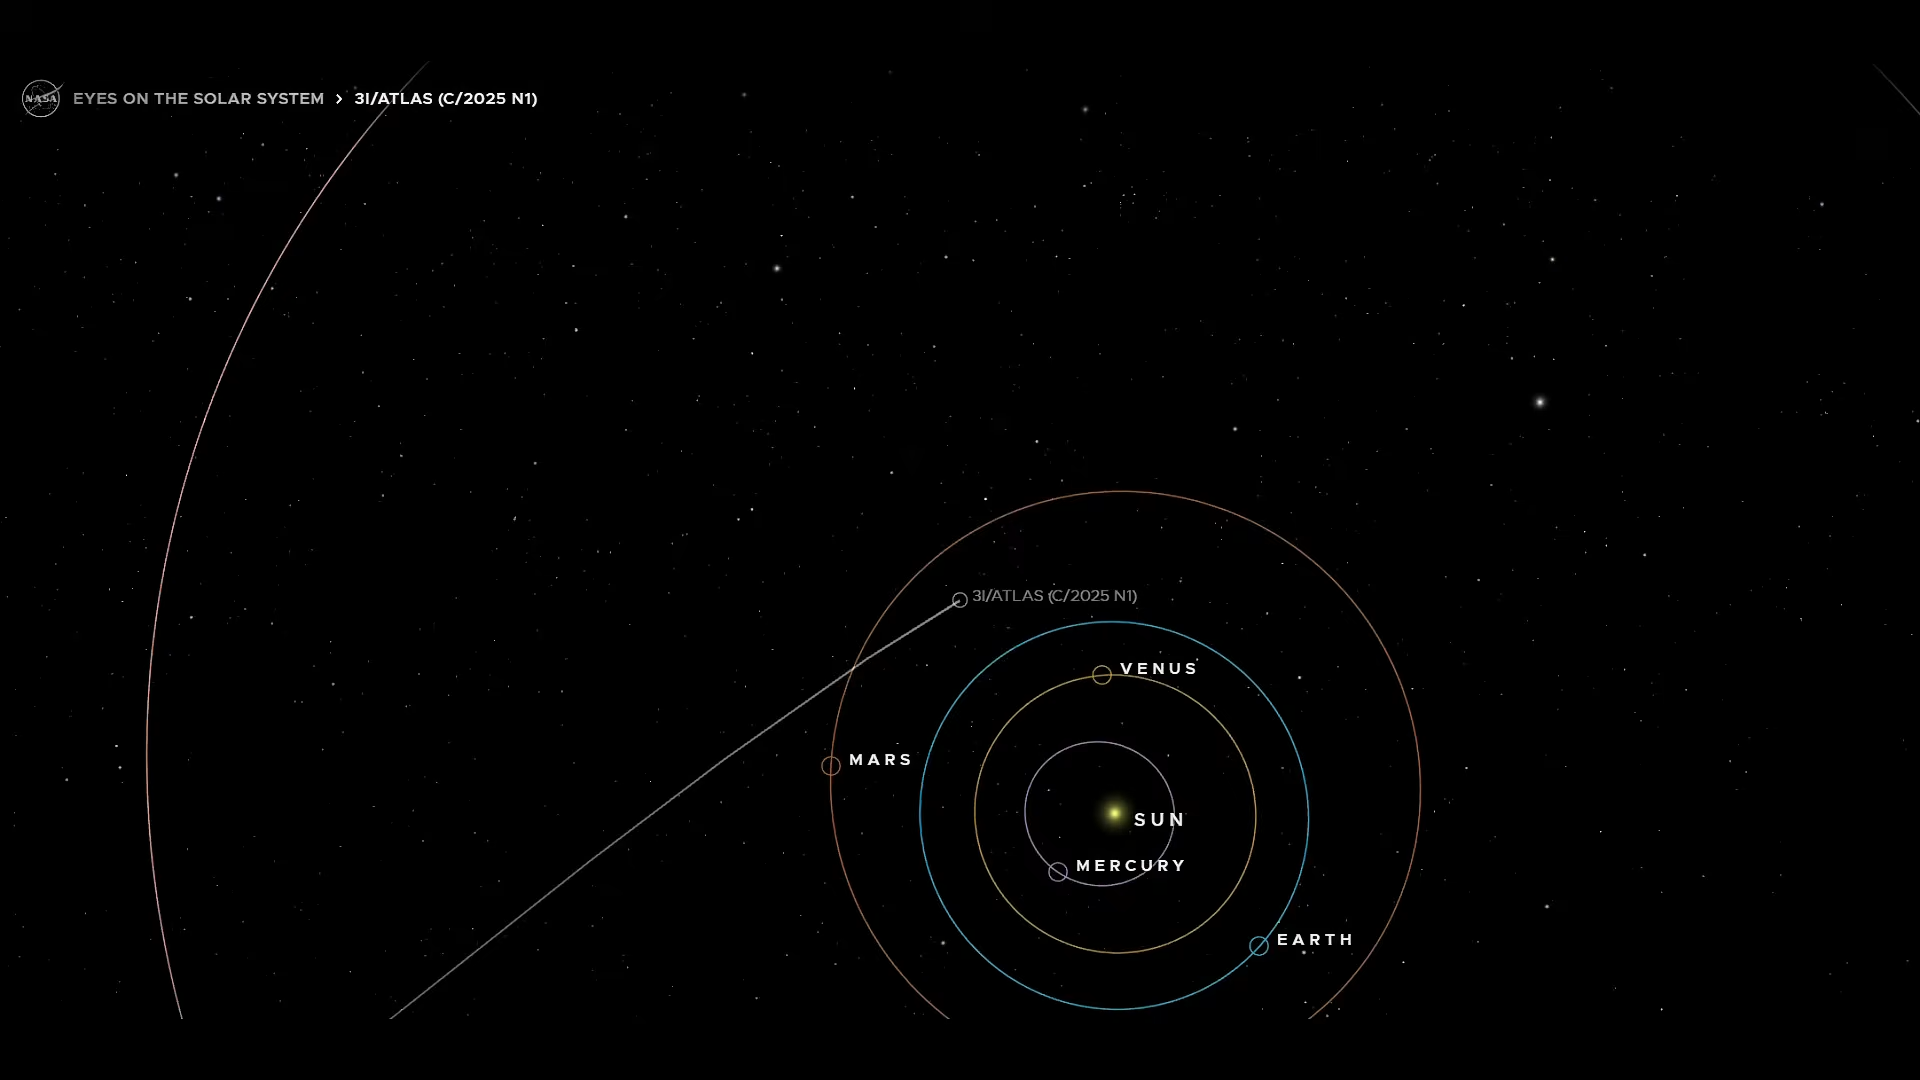 NASA
EYES ON THE SOLAR SYSTEM > 3I/ATLAS (C/2025 N1)
3I/ATLAS (C/2025 N1)
VENUS
MARS
SUN
MERCURY
EARTH